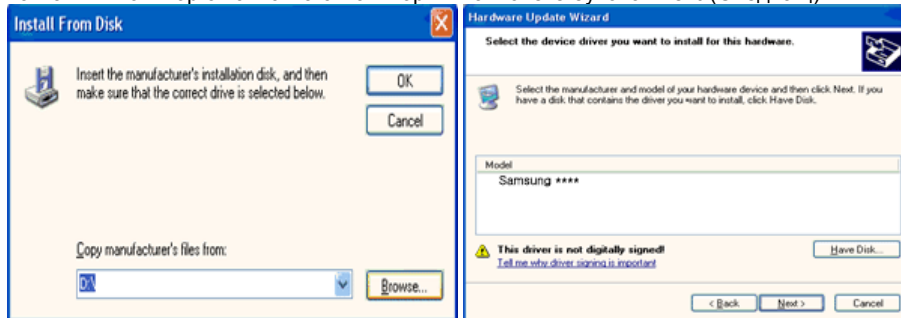 Install From Disk
Insert the manufacturer's installation disk, and then
make sure that the correct drive is selected below.
OK
Cancel
Copy manufacturer's files from:
D:\
Browse...
Hardware Update Wizard
Select the device driver you want to install for this hardware.
Select the manufacturer and model of your hardware device and then click Next. If you
have a disk that contains the driver you want to install, click Have Disk.
Model
Samsung ****
This driver is not digitally signed!
Tell me why driver signing is important
Have Disk...
< Back
Next >
Cancel